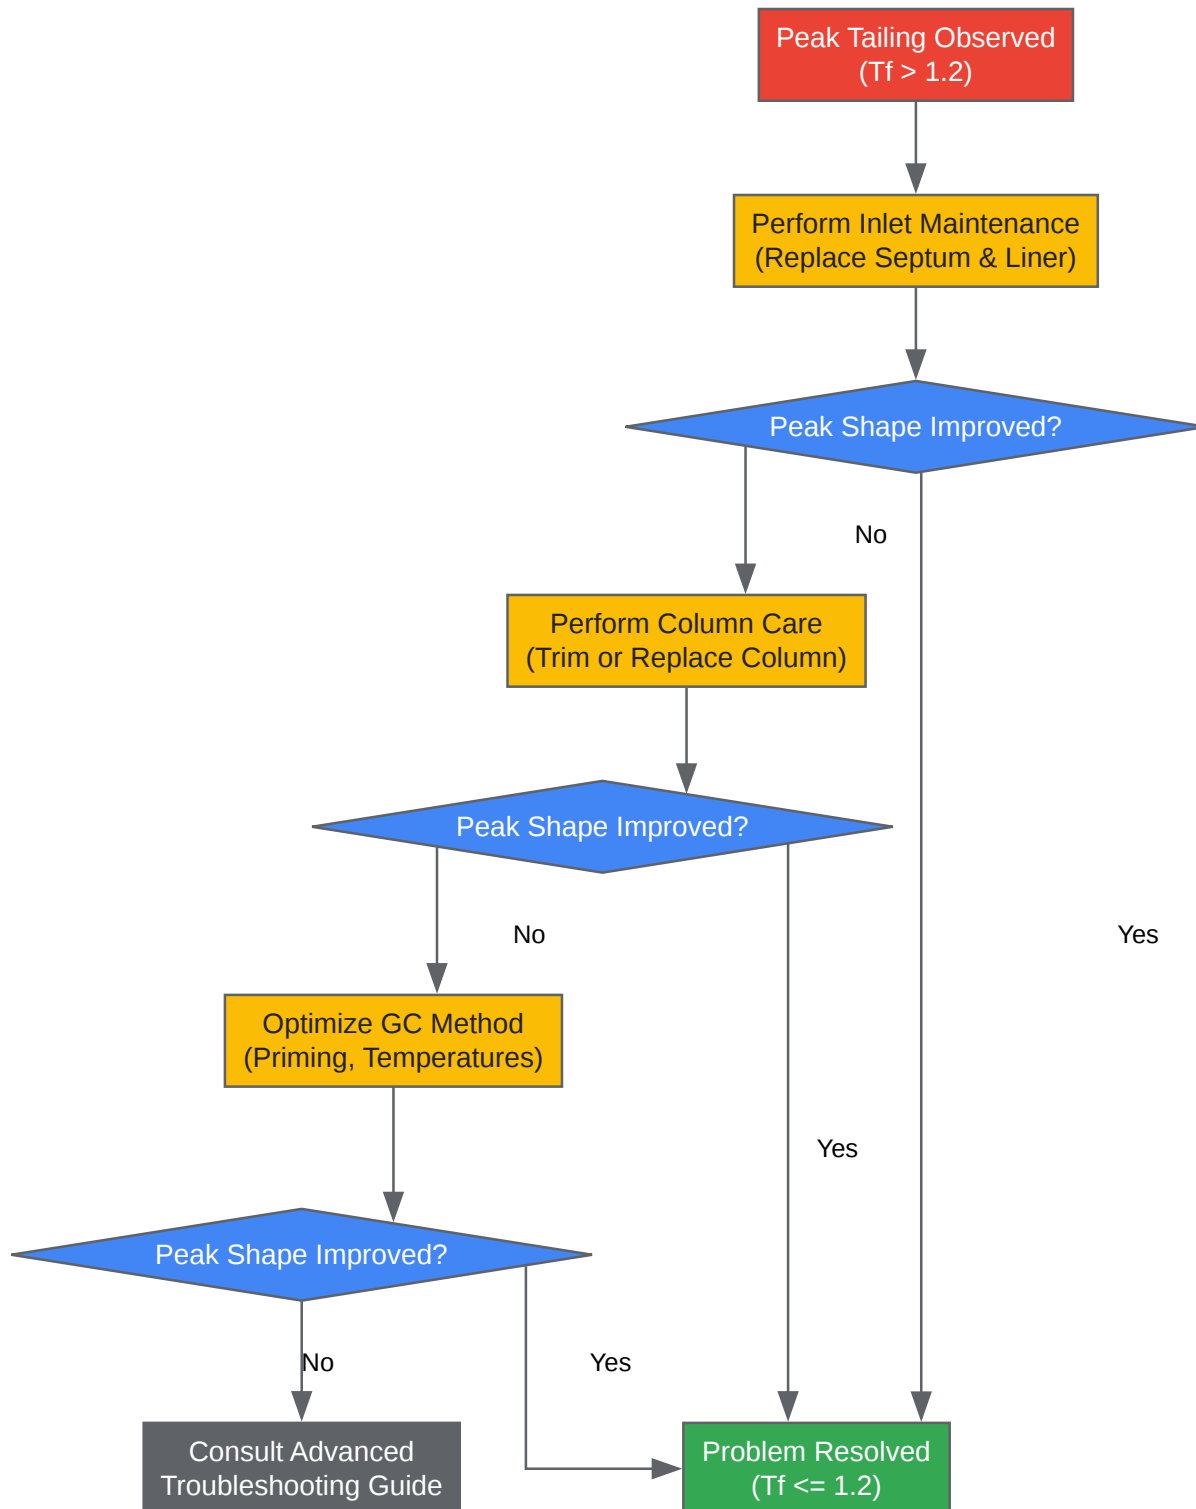 Peak Tailing Observed
(Tf > 1.2)
Perform Inlet Maintenance
(Replace Septum & Liner)
Peak Shape Improved?
No
Perform Column Care
(Trim or Replace Column)
Peak Shape Improved?
No
Yes
Optimize GC Method
(Priming, Temperatures)
Yes
Peak Shape Improved?
No
Yes
Consult Advanced
Troubleshooting Guide
Problem Resolved
(Tf <= 1.2)